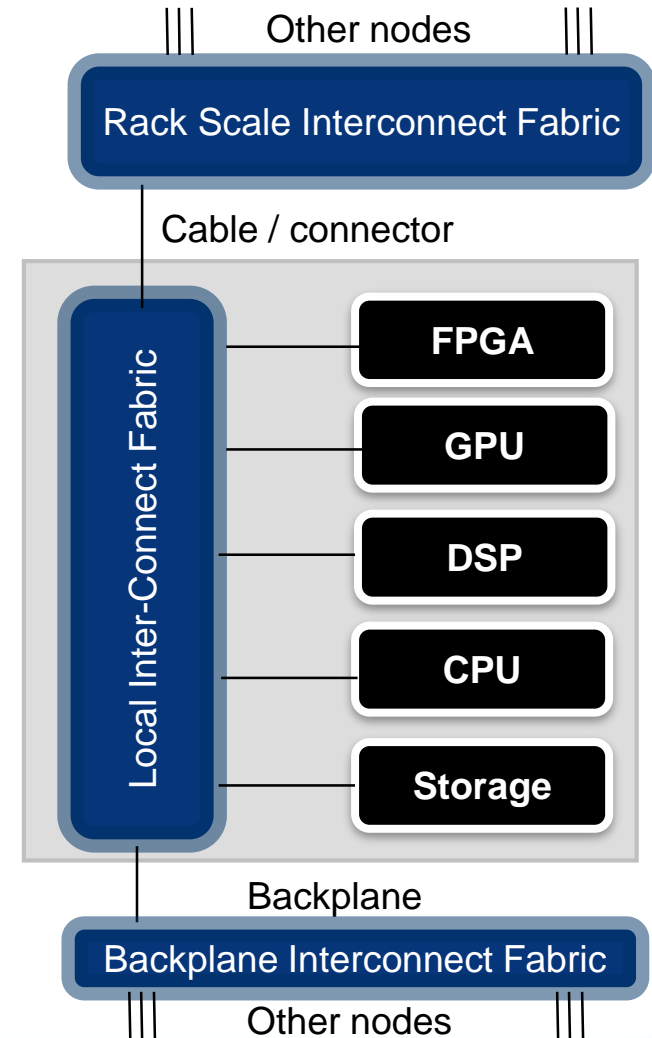 Other nodes
Rack Scale Interconnect Fabric
Cable / connector
Local Inter-Connect Fabric
FPGA
GPU
DSP
CPU
Storage
Backplane
Backplane Interconnect Fabric
Other nodes